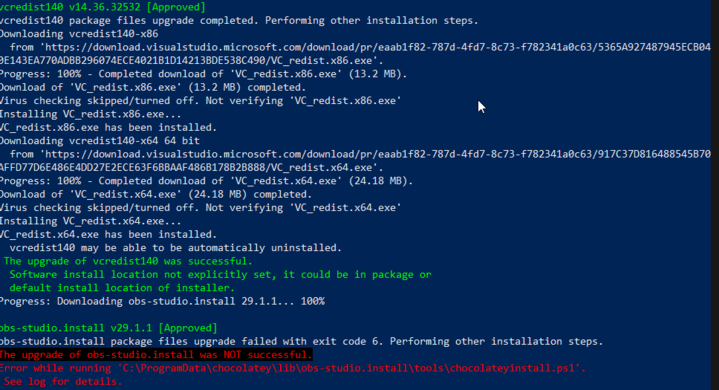 vcredist140 v14.36.32532 [Approved]
vcredist140 package files upgrade completed. Performing other installation steps.
Downloading vcredist140-x86
from 'https://download.visualstudio.microsoft.com/download/pr/eaab1f82-787d-4fd7-8c73-f782341a0c63/5365A927487945ECB04
0E143EA770ADBB296074ECE4021B1D14213BDE538C490/VC_redist.x86.exe'.
Progress: 100% - Completed download of 'VC_redist.x86.exe' (13.2 MB).
Download of 'VC_redist.x86.exe' (13.2 MB) completed.
Virus checking skipped/turned off. Not verifying 'VC_redist.x86.exe'
Installing VC_redist.x86.exe...
VC_redist.x86.exe has been installed.
Downloading vcredist140-x64 64 bit
from 'https://download.visualstudio.microsoft.com/download/pr/eaab1f82-787d-4fd7-8c73-f782341a0c63/917C37D816488545B70
AFFD77D6E486E4DD27E2ECE63F6BBAAF486B178B2B888/VC_redist.x64.exe'.
Progress: 100% - Completed download of 'VC_redist.x64.exe' (24.18 MB).
Download of 'VC_redist.x64.exe' (24.18 MB) completed.
Virus checking skipped/turned off. Not verifying 'VC_redist.x64.exe'
Installing VC_redist.x64.exe...
VC_redist.x64.exe has been installed.
vcredist140 may be able to be automatically uninstalled.
The upgrade of vcredist140 was successful.
Software install location not explicitly set, it could be in package or
default install location of installer.
Progress: Downloading obs-studio.install 29.1.1... 100%
obs-studio.install v29.1.1 [Approved]
obs-studio.install package files upgrade failed with exit code 6. Performing other installation steps.
The upgrade of obs-studio.install was NOT successful.
Error while running 'C:\ProgramData\chocolatey\lib\obs-studio.install\tools\chocolateyinstall.ps1'.
See log for details.